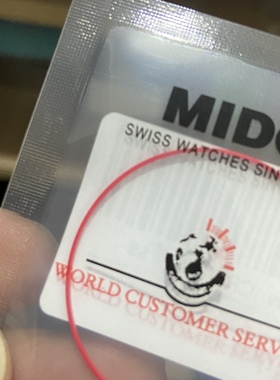 MIDO
SWISS WATCHES SIN
WORLD CUSTOMER SERV